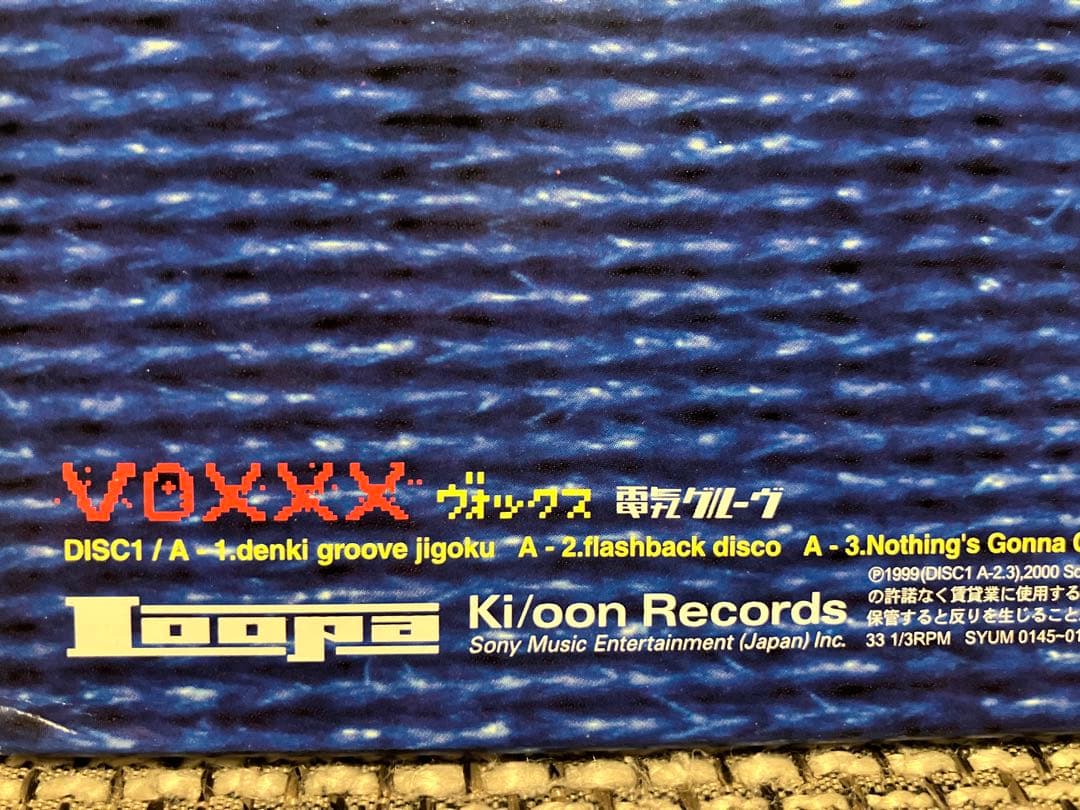 VOXXX ヴォックス 電気グルーヴ
DISC1 / A - 1.denki groove jigoku A - 2.flashback disco A - 3.Nothing's Gonna
℗1999(DISC1 A-2.3),2000
の許諾なく賃貸業に使用する
Loopa Ki/oon Records
保管すると反りを生じること
Sony Music Entertainment (Japan) Inc.
33 1/3RPM SYUM 0145~01